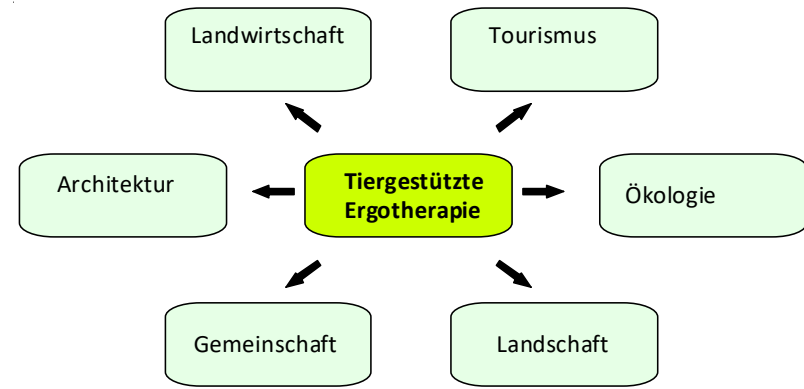 Landwirtschaft
Tourismus
Architektur
Tiergestützte
Ergotherapie
Ökologie
Gemeinschaft
Landschaft